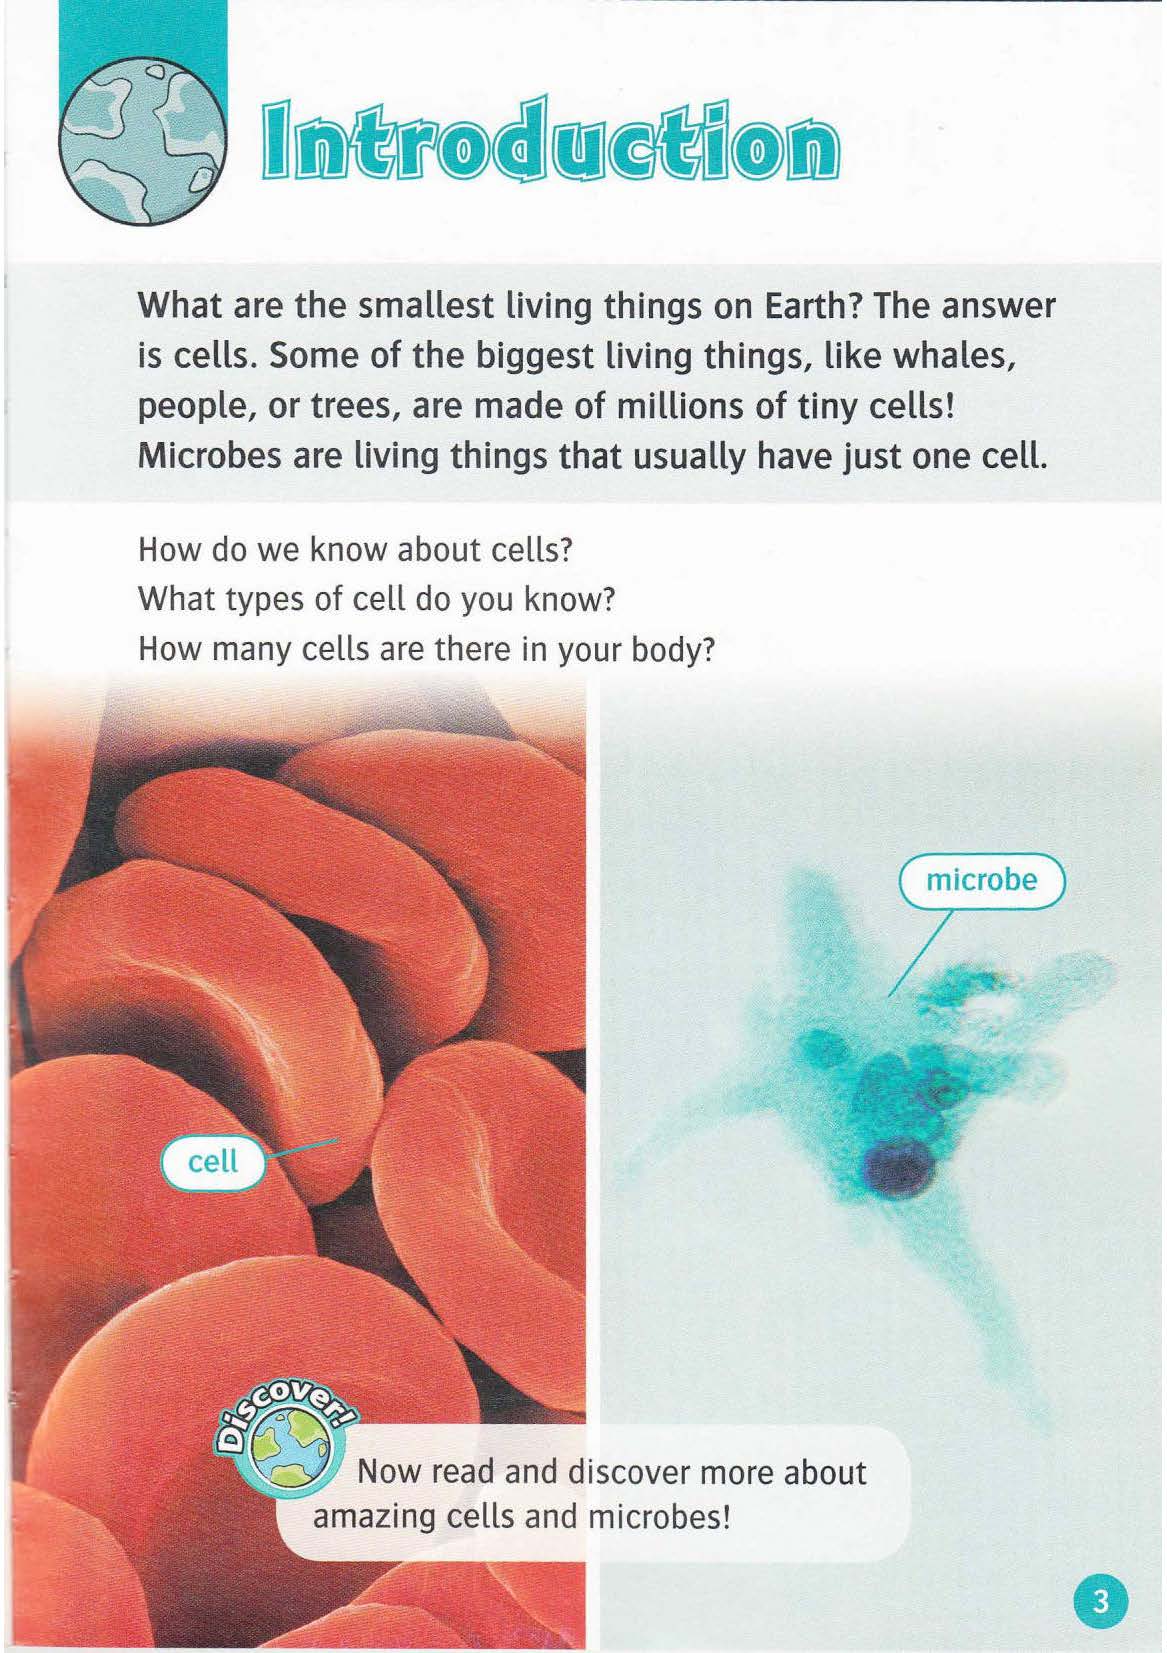 Introduction
What are the smallest living things on Earth? The answer
is cells. Some of the biggest living things, like whales,
people, or trees, are made of millions of tiny cells!
Microbes are living things that usually have just one cell.
How do we know about cells?
What types of cell do you know?
How many cells are there in your body?
microbe
cell
Discover!
Now read and discover more about
amazing cells and microbes!
3